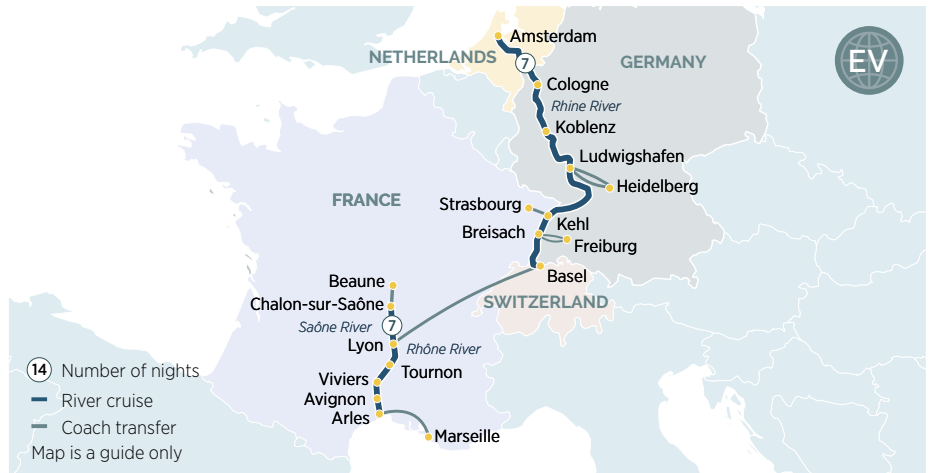 Amsterdam
EV
NETHERLANDS
7
GERMANY
Cologne
Rhine River
Koblenz
Ludwigshafen
Heidelberg
FRANCE
Strasbourg
Kehl
Breisach
Freiburg
Basel
Beaune
SWITZERLAND
Chalon-sur-Saône
Saône River
7
Lyon
Rhône River
Tournon
Viviers
Avignon
Arles
Marseille
14 Number of nights
River cruise
Coach transfer
Map is a guide only